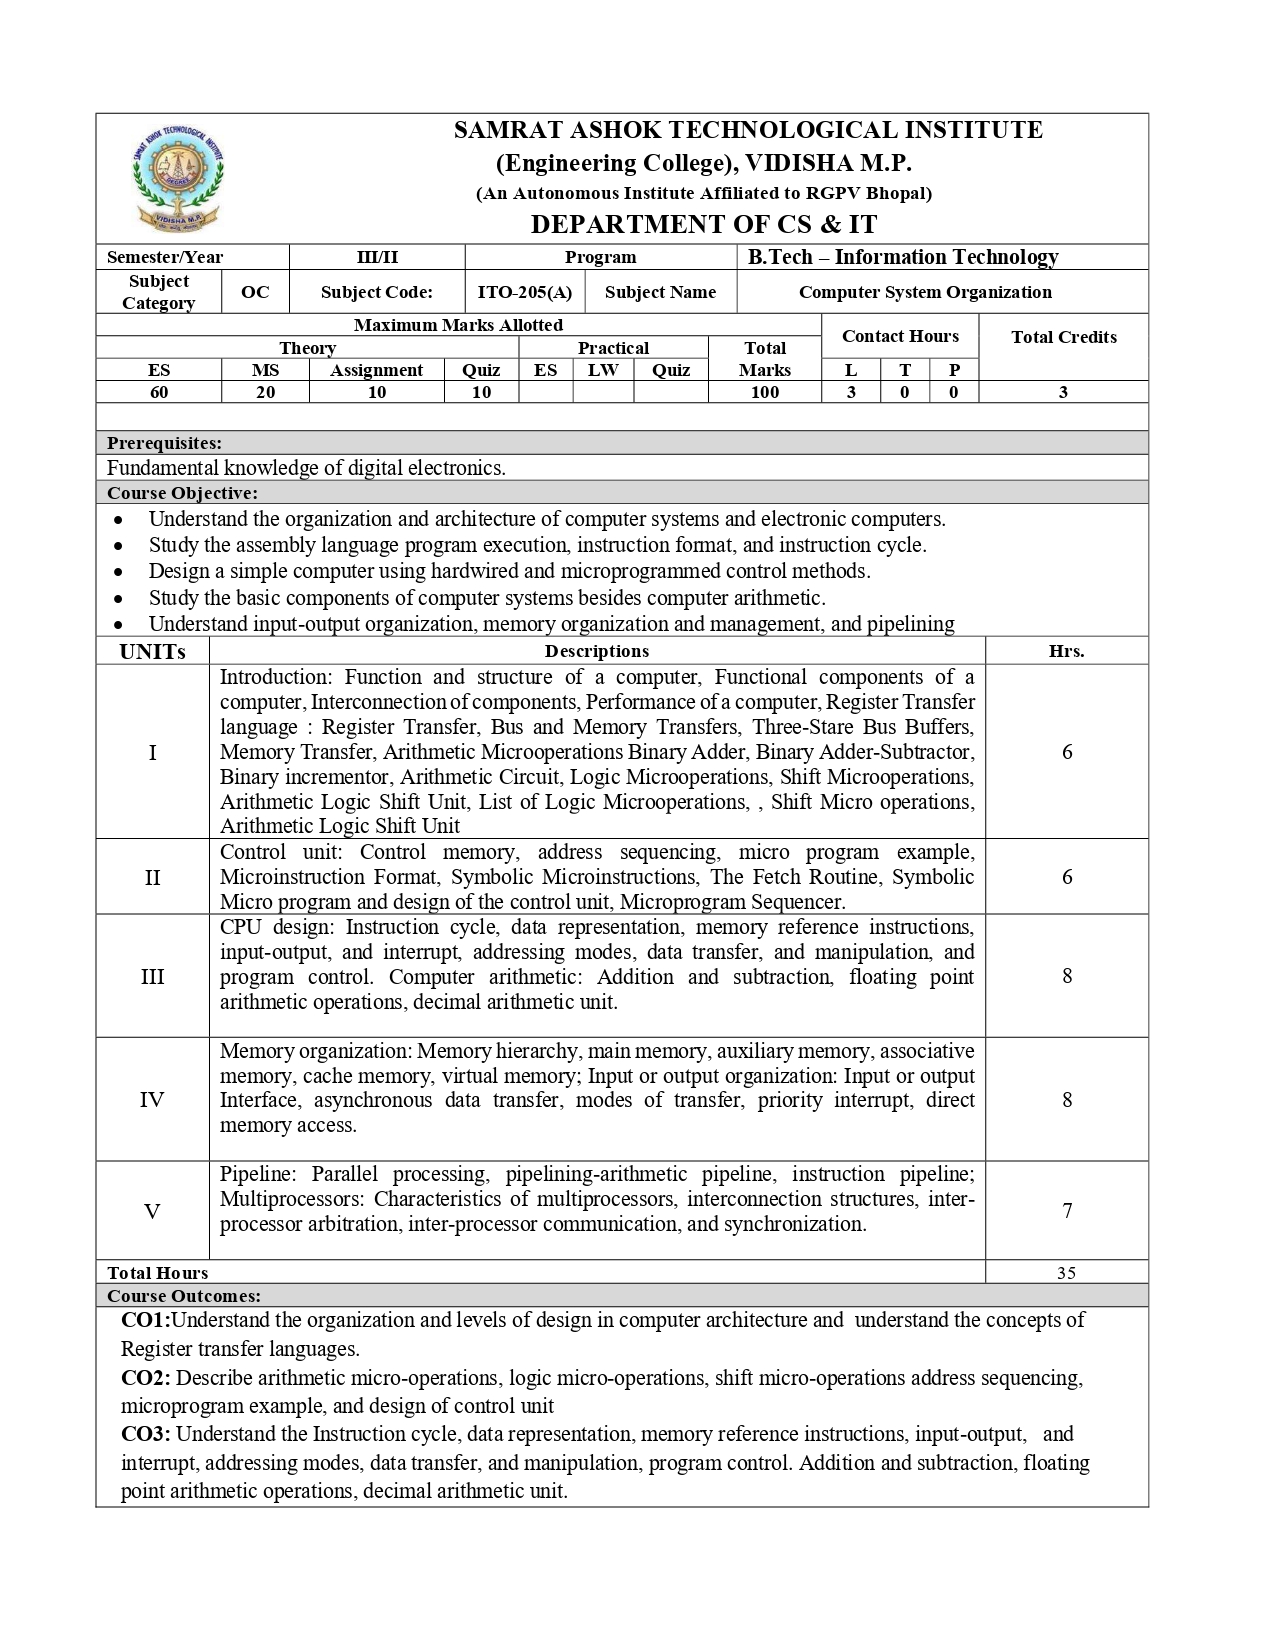 SAMRAT ASHOK TECHNOLOGICAL INSTITUTE
(Engineering College), VIDISHA M.P.
(An Autonomous Institute Affiliated to RGPV Bhopal)
DEPARTMENT OF CS & IT
SAMRAT ASHOK TECHNOLOGICAL INSTITUTE
DEGREE
VIDISHA M.P.
Semester/Year III/II Program B.Tech – Information Technology
Subject Category OC Subject Code: ITO-205(A) Subject Name Computer System Organization
Maximum Marks Allotted Contact Hours Total Credits
Theory Practical Total Marks
ES MS Assignment Quiz ES LW Quiz L T P
60 20 10 10 100 3 0 0 3
Prerequisites:
Fundamental knowledge of digital electronics.
Course Objective:
• Understand the organization and architecture of computer systems and electronic computers.
• Study the assembly language program execution, instruction format, and instruction cycle.
• Design a simple computer using hardwired and microprogrammed control methods.
• Study the basic components of computer systems besides computer arithmetic.
• Understand input-output organization, memory organization and management, and pipelining
UNITs Descriptions Hrs.
I
Introduction: Function and structure of a computer, Functional components of a
computer, Interconnection of components, Performance of a computer, Register Transfer
language : Register Transfer, Bus and Memory Transfers, Three-Stare Bus Buffers,
Memory Transfer, Arithmetic Microoperations Binary Adder, Binary Adder-Subtractor,
Binary incrementor, Arithmetic Circuit, Logic Microoperations, Shift Microoperations,
Arithmetic Logic Shift Unit, List of Logic Microoperations, , Shift Micro operations,
Arithmetic Logic Shift Unit
6
II
Control unit: Control memory, address sequencing, micro program example,
Microinstruction Format, Symbolic Microinstructions, The Fetch Routine, Symbolic
Micro program and design of the control unit, Microprogram Sequencer.
6
III
CPU design: Instruction cycle, data representation, memory reference instructions,
input-output, and interrupt, addressing modes, data transfer, and manipulation, and
program control. Computer arithmetic: Addition and subtraction, floating point
arithmetic operations, decimal arithmetic unit.
8
IV
Memory organization: Memory hierarchy, main memory, auxiliary memory, associative
memory, cache memory, virtual memory; Input or output organization: Input or output
Interface, asynchronous data transfer, modes of transfer, priority interrupt, direct
memory access.
8
V
Pipeline: Parallel processing, pipelining-arithmetic pipeline, instruction pipeline;
Multiprocessors: Characteristics of multiprocessors, interconnection structures, inter-
processor arbitration, inter-processor communication, and synchronization.
7
Total Hours 35
Course Outcomes:
CO1:Understand the organization and levels of design in computer architecture and understand the concepts of
Register transfer languages.
CO2: Describe arithmetic micro-operations, logic micro-operations, shift micro-operations address sequencing,
microprogram example, and design of control unit
CO3: Understand the Instruction cycle, data representation, memory reference instructions, input-output, and
interrupt, addressing modes, data transfer, and manipulation, program control. Addition and subtraction, floating
point arithmetic operations, decimal arithmetic unit.